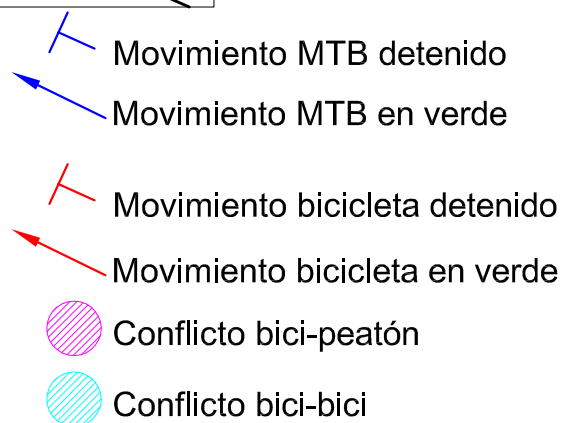 Movimiento MTB detenido
Movimiento MTB en verde
Movimiento bicicleta detenido
Movimiento bicicleta en verde
Conflicto bici-peatón
Conflicto bici-bici